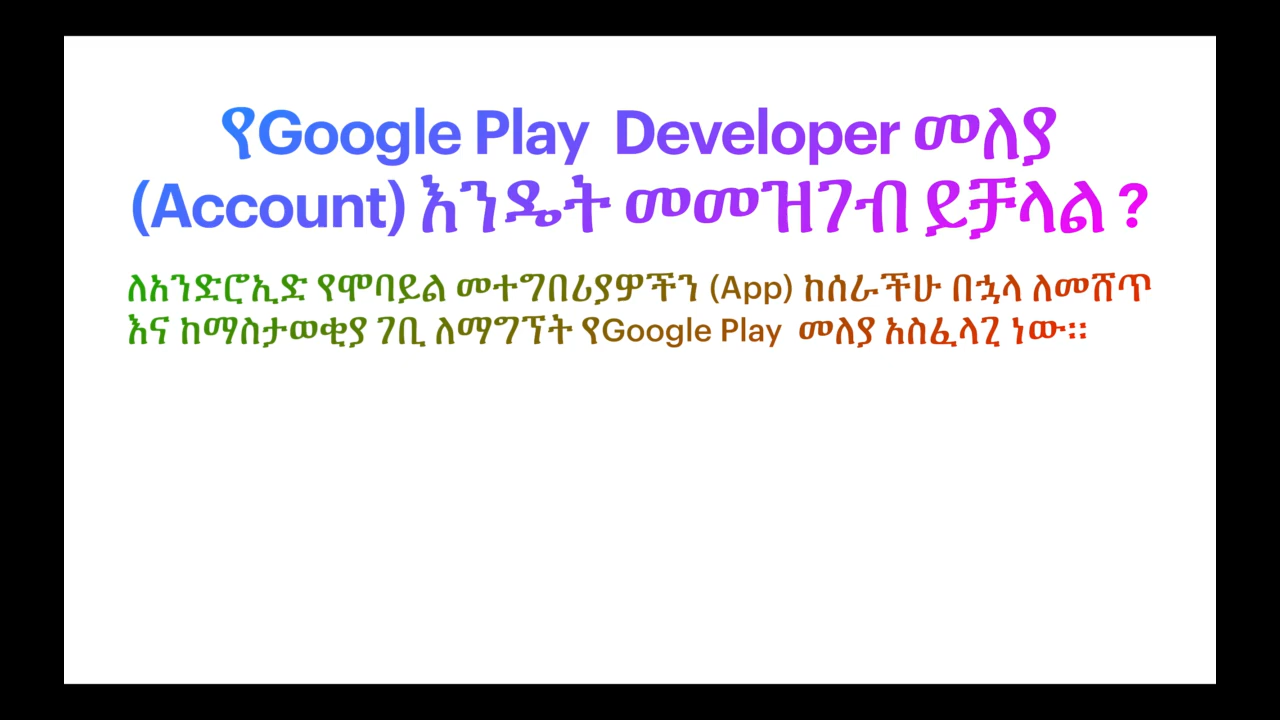 የGoogle Play Developer መለያ
(Account) እንዴት መመዝገብ ይቻላል ?
ለአንድሮኢድ የሞባይል መተግበሪያዎችን (App) ከሰራችሁ በኋላ ለመሸጥ
እና ከማስታወቂያ ገቢ ለማግኘት የGoogle Play መለያ አስፈላጊ ነው።